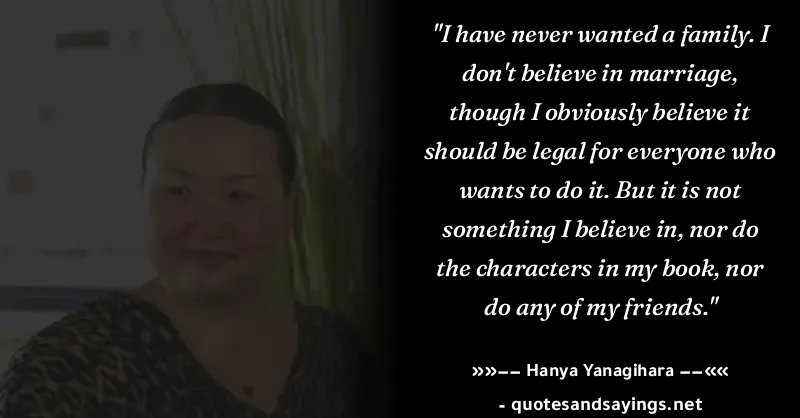 "I have never wanted a family. I
don't believe in marriage,
though I obviously believe it
should be legal for everyone who
wants to do it. But it is not
something I believe in, nor do
the characters in my book, nor
do any of my friends."
»»–– Hanya Yanagihara ––««
- quotesandsayings.net